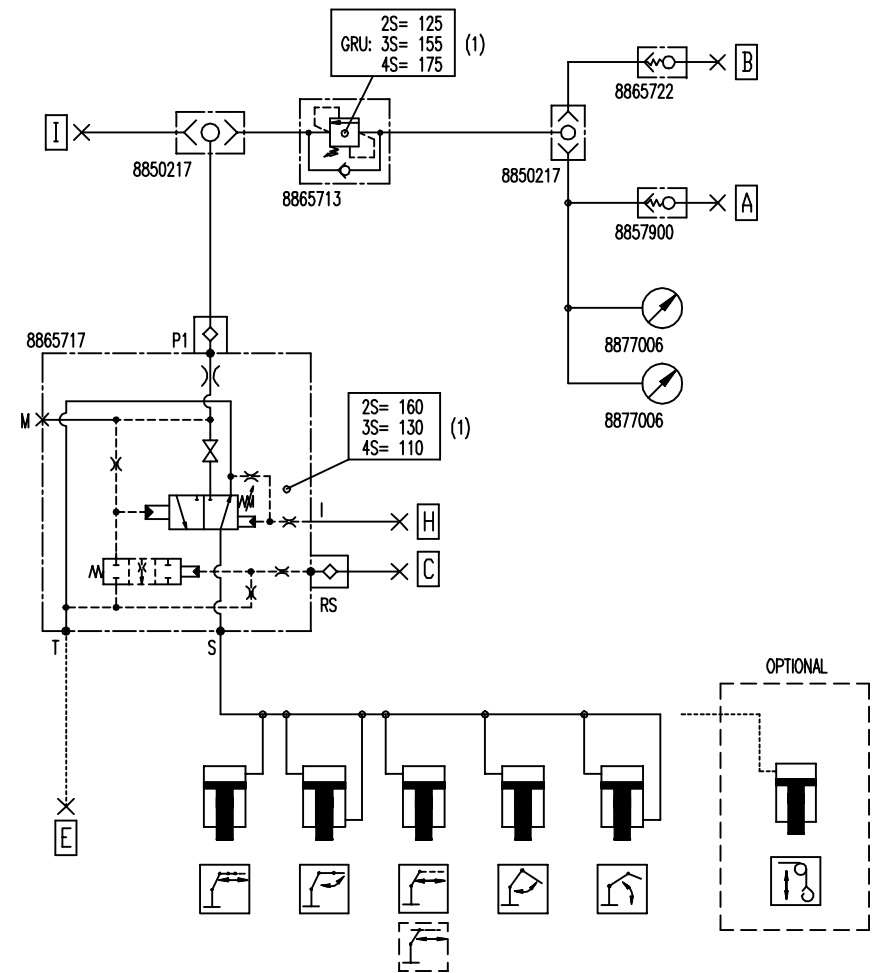 2S= 125
GRU: 3S= 155 (1)
4S= 175
B
8865722
I
8850217
8865713
8850217
A
8857900
8877006
8877006
8865717
P1
M
2S= 160
3S= 130 (1)
4S= 110
I
H
C
RS
T
S
E
OPTIONAL